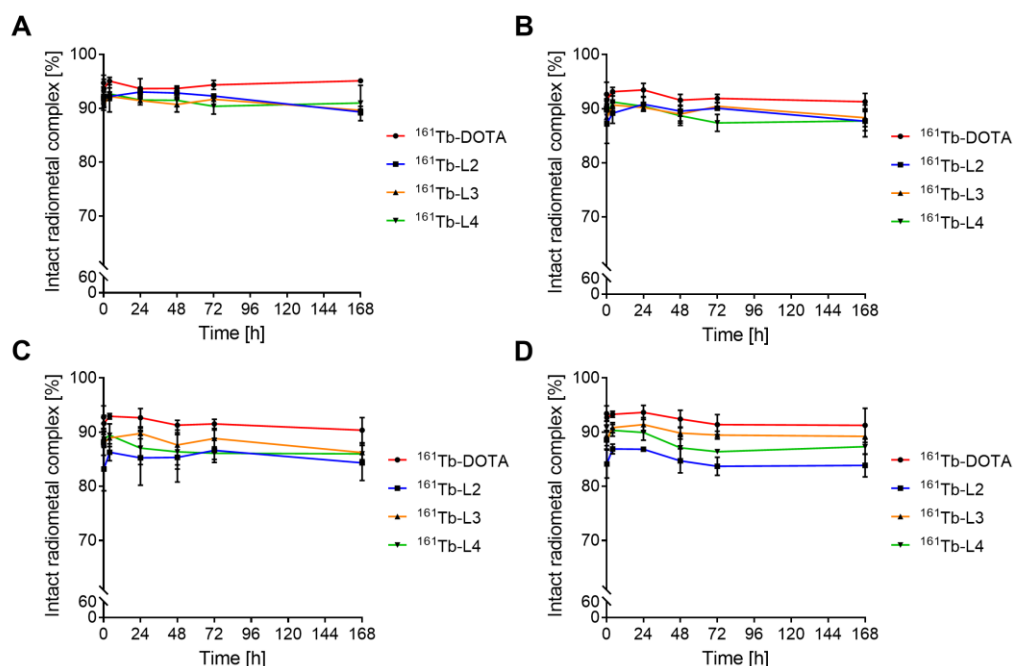 A
Intact radiometal complex [%]
100
90
80
70
60
0
0 24 48 72 96 120 144 168
Time [h]
¹⁶¹Tb-DOTA
¹⁶¹Tb-L2
¹⁶¹Tb-L3
¹⁶¹Tb-L4
B
Intact radiometal complex [%]
100
90
80
70
60
0
0 24 48 72 96 120 144 168
Time [h]
¹⁶¹Tb-DOTA
¹⁶¹Tb-L2
¹⁶¹Tb-L3
¹⁶¹Tb-L4
C
Intact radiometal complex [%]
100
90
80
70
60
0
0 24 48 72 96 120 144 168
Time [h]
¹⁶¹Tb-DOTA
¹⁶¹Tb-L2
¹⁶¹Tb-L3
¹⁶¹Tb-L4
D
Intact radiometal complex [%]
100
90
80
70
60
0
0 24 48 72 96 120 144 168
Time [h]
¹⁶¹Tb-DOTA
¹⁶¹Tb-L2
¹⁶¹Tb-L3
¹⁶¹Tb-L4